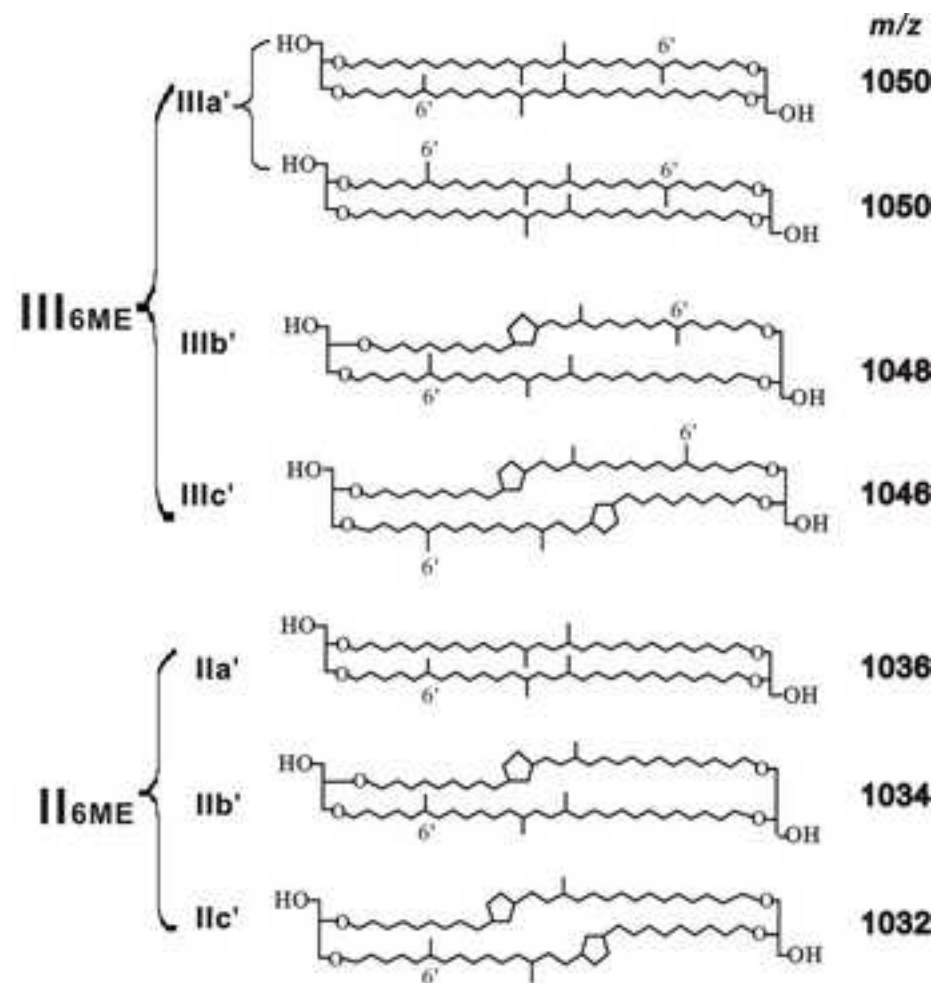 m/z
HO O 6' O 1050
IIIa' O 6' O OH
HO 6' 6'
O O 1050
O O OH
III6ME
HO 6' O
IIIb' O 1048
O 6' O OH
6'
HO O
IIIc' O O 1046
O OH
6'
HO O O 1036
IIa' O 6' O OH
HO O
O 1034
II6ME IIb' O 6' O OH
HO O
IIc' O O 1032
O 6' OH